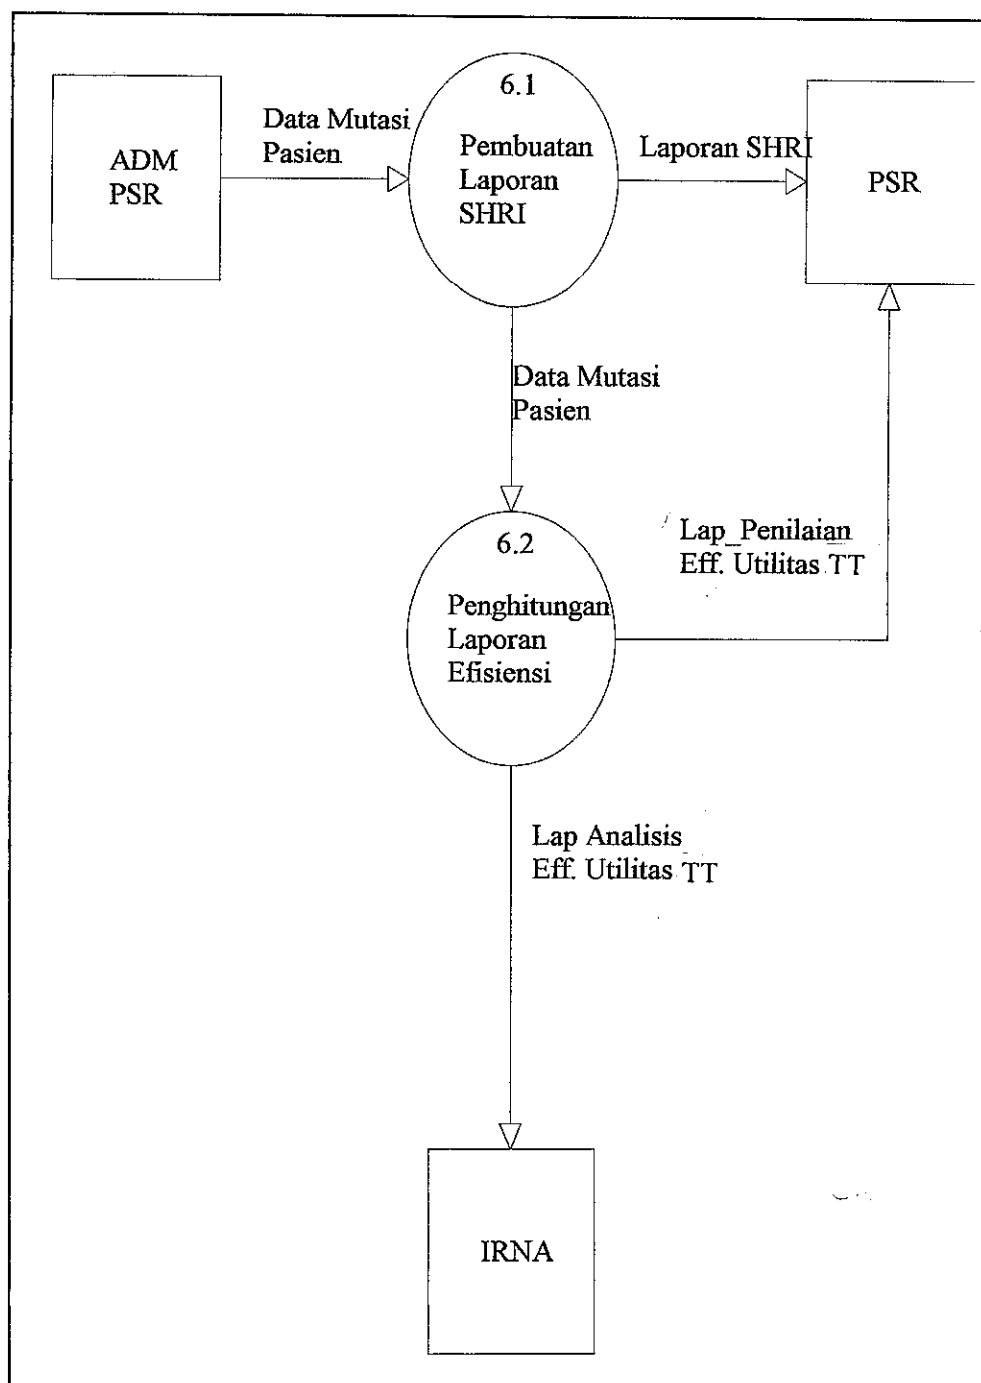 6.1
ADM
PSR
Data Mutasi
Pasien
Pembuatan
Laporan
SHRI
Laporan SHRI
PSR
Data Mutasi
Pasien
6.2
Penghitungan
Laporan
Efisiensi
Lap_Penilaian
Eff. Utilitas TT
Lap Analisis
Eff. Utilitas TT
IRNA